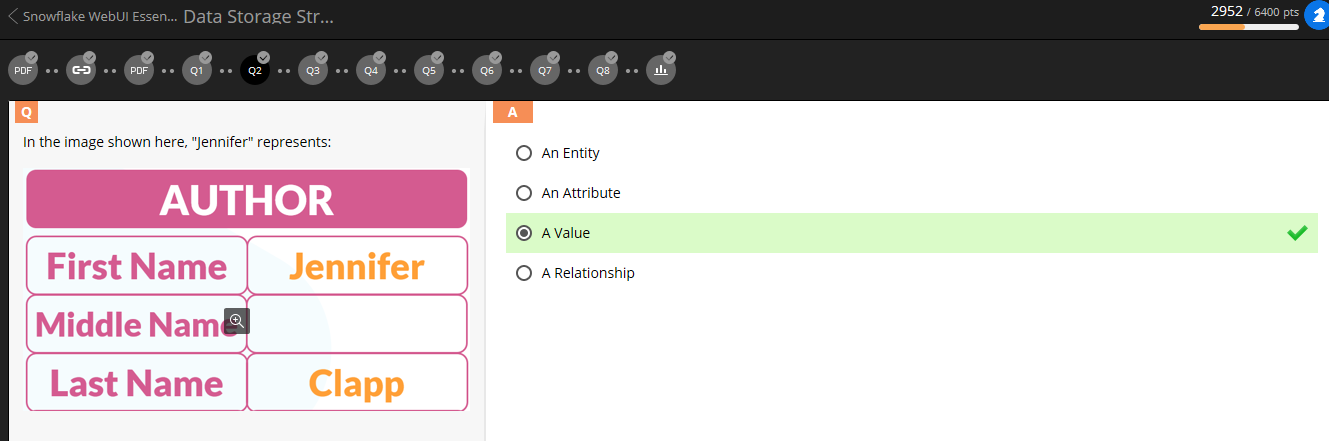 Snowflake WebUI Essen... Data Storage Str...
2952 / 6400 pts
PDF PDF Q1 Q2 Q3 Q4 Q5 Q6 Q7 Q8
Q
In the image shown here, "Jennifer" represents:
AUTHOR
First Name Jennifer
Middle Name
Last Name Clapp
A
An Entity
An Attribute
A Value
A Relationship